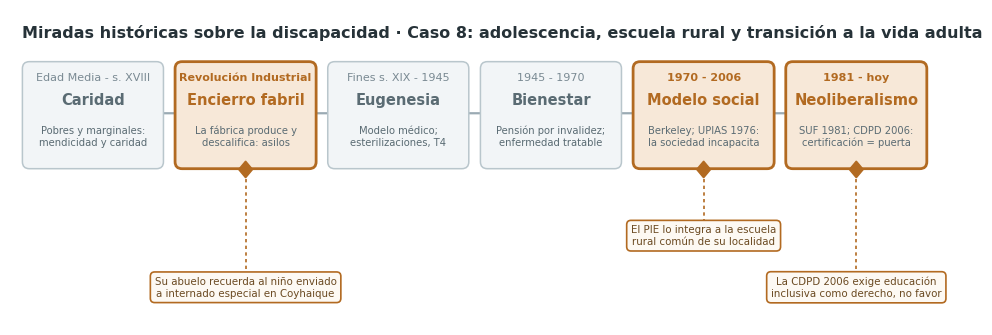 Miradas históricas sobre la discapacidad · Caso 8: adolescencia, escuela rural y transición a la vida adulta
Edad Media - s. XVIII
Caridad
Pobres y marginales:
mendicidad y caridad
Revolución Industrial
Encierro fabril
La fábrica produce y
descalifica: asilos
Fines s. XIX - 1945
Eugenesia
Modelo médico;
esterilizaciones, T4
1945 - 1970
Bienestar
Pensión por invalidez;
enfermedad tratable
1970 - 2006
Modelo social
Berkeley; UPIAS 1976:
la sociedad incapacita
1981 - hoy
Neoliberalismo
SUF 1981; CDPD 2006:
certificación = puerta
El PIE lo integra a la escuela
rural común de su localidad
Su abuelo recuerda al niño enviado
a internado especial en Coyhaique
La CDPD 2006 exige educación
inclusiva como derecho, no favor